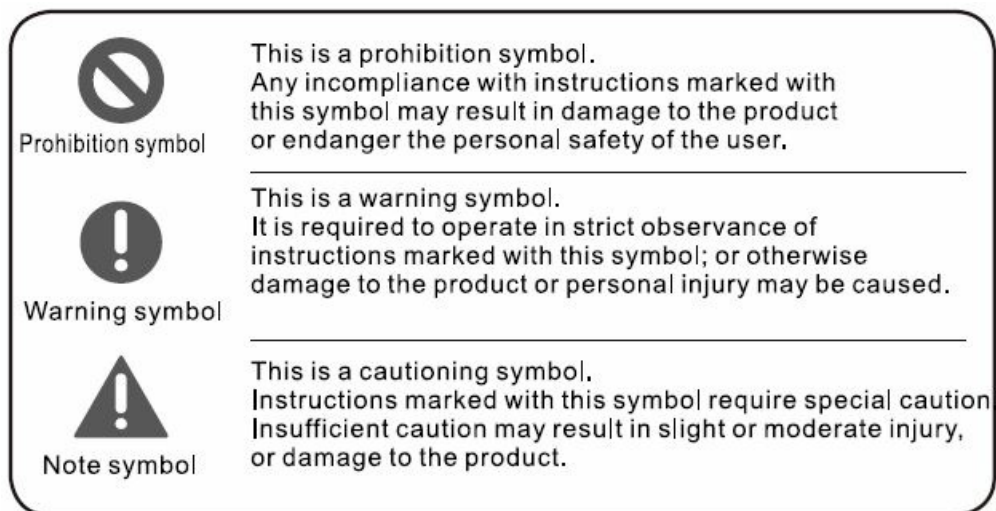 This is a prohibition symbol.
Any incompliance with instructions marked with
this symbol may result in damage to the product
or endanger the personal safety of the user.
Prohibition symbol
This is a warning symbol.
It is required to operate in strict observance of
instructions marked with this symbol; or otherwise
damage to the product or personal injury may be caused.
Warning symbol
This is a cautioning symbol.
Instructions marked with this symbol require special caution
Insufficient caution may result in slight or moderate injury,
or damage to the product.
Note symbol